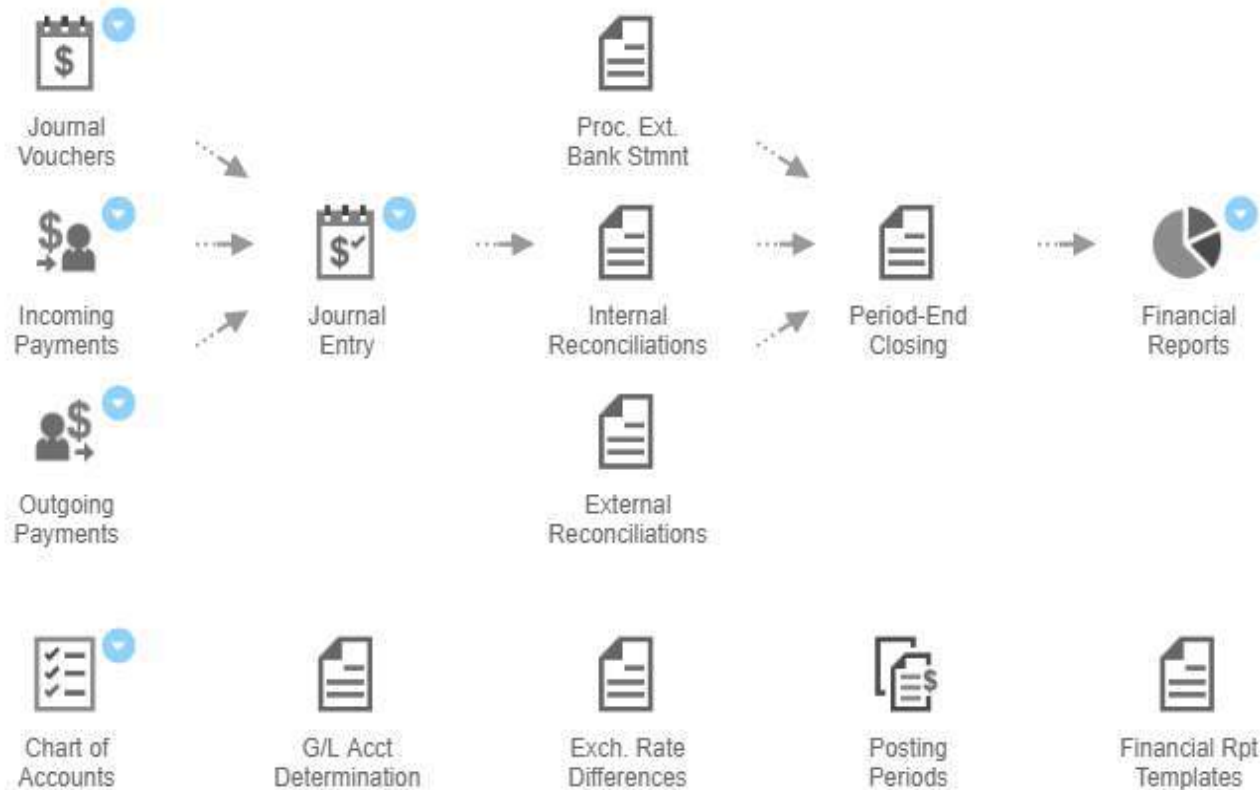 Journal
Vouchers
Proc. Ext.
Bank Stmnt
Incoming
Payments
Journal
Entry
Internal
Reconciliations
Period-End
Closing
Financial
Reports
Outgoing
Payments
External
Reconciliations
Chart of
Accounts
G/L Acct
Determination
Exch. Rate
Differences
Posting
Periods
Financial Rpt
Templates